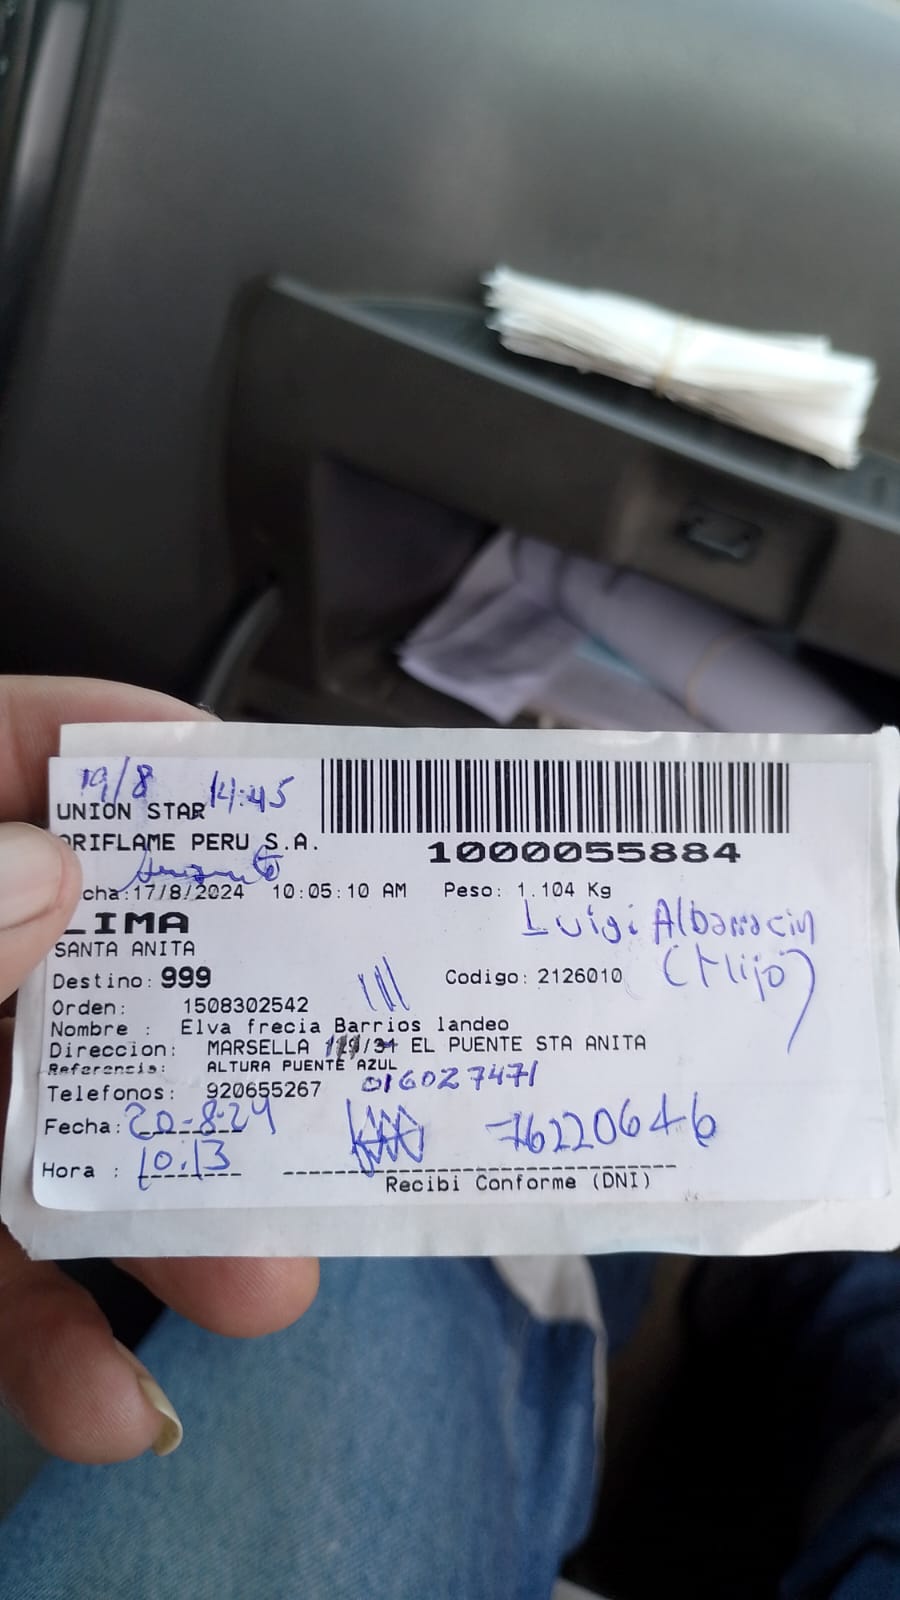 19/8 14:45
UNION STAR
ORIFLAME PERU S.A.
1000055884
cha:17/8/2024 10:05:10 AM Peso: 1.104 Kg
LIMA
Luigi Albarracin
SANTA ANITA
(Hijo)
Destino: 999 Codigo: 2126010
Orden: 1508302542
Nombre : Elva frecia Barrios landeo
Direccion: MARSELLA /31 EL PUENTE STA ANITA
Referencis: ALTURA PUENTE AZUL
Telefonos: 920655267 016027471
Fecha: 20-8-24 76220646
Hora : 10:13
Recibi Conforme (DNI)